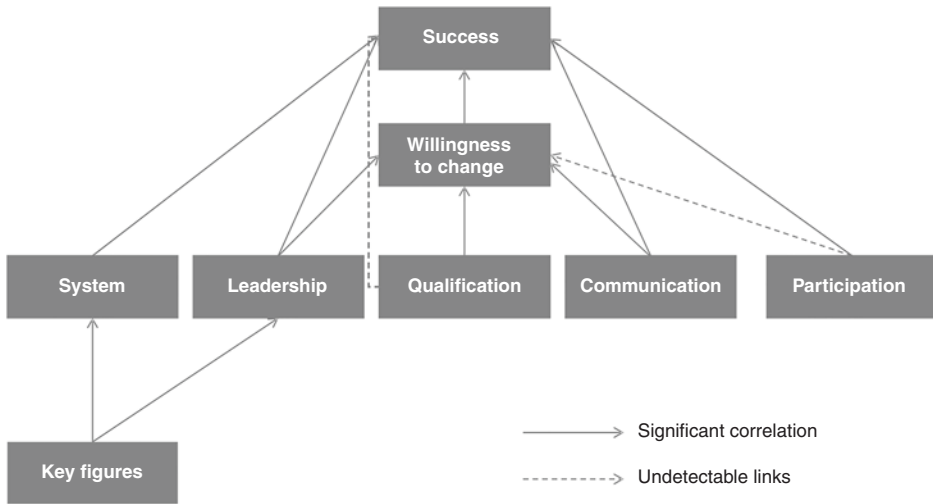 Success
Willingness
to change
System
Leadership
Qualification
Communication
Participation
Key figures
Significant correlation
Undetectable links